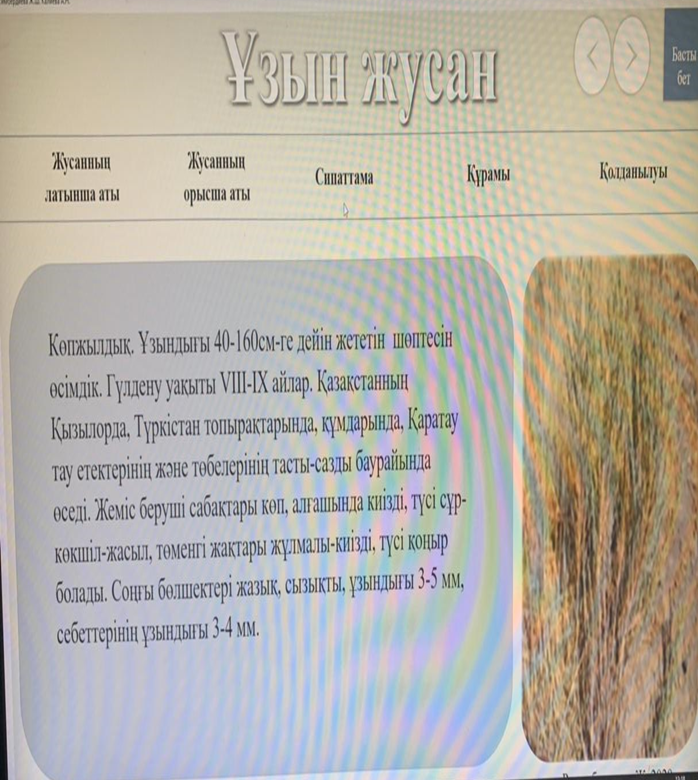 Ұзын жусан
Басты
бет
Жусанның
латынша аты
Жусанның
орысша аты
Сипаттама
Құрамы
Қолданылуы
Көпжылдық. Ұзындығы 40-160см-ге дейін жететін шөптесін
өсімдік. Гүлдену уақыты VIII-IX айлар. Қазақстанның
Қызылорда, Түркістан топырақтарында, құмдарында, Қаратау
тау етектерінің және төбелерінің тасты-сазды баурайында
өседі. Жеміс беруші сабақтары көп, алғашында киізді, түсі сұр-
көкшіл-жасыл, төменгі жақтары жұлмалы-киізді, түсі қоңыр
болады. Соңғы бөлшектері жазық, сызықты, ұзындығы 3-5 мм,
себеттерінің ұзындығы 3-4 мм.